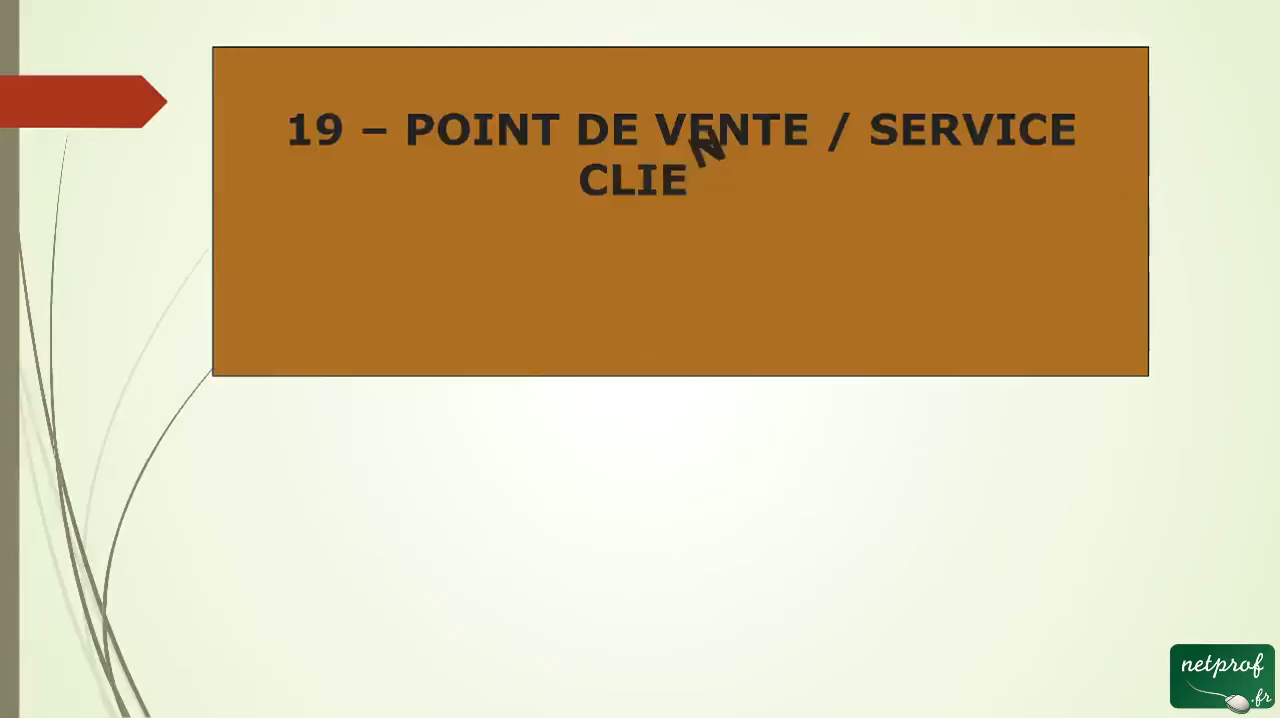 19 – POINT DE VENTE / SERVICE
CLIEN
netprof
.fr